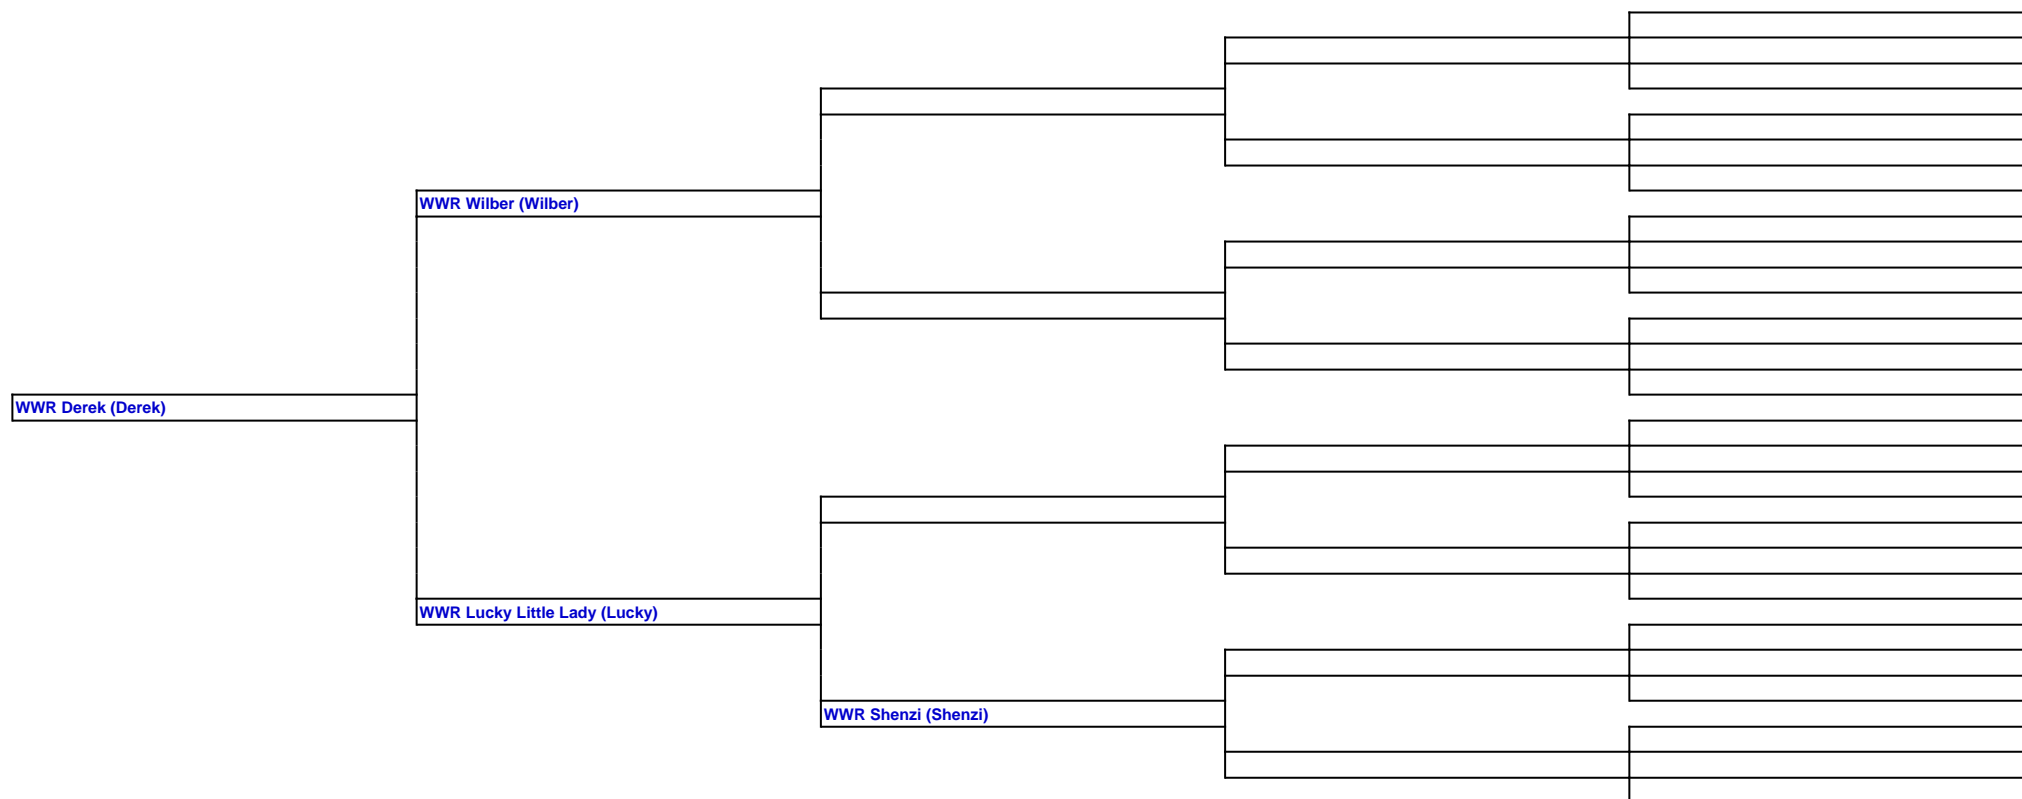 WWR Wilber (Wilber)
WWR Derek (Derek)
WWR Lucky Little Lady (Lucky)
WWR Shenzi (Shenzi)